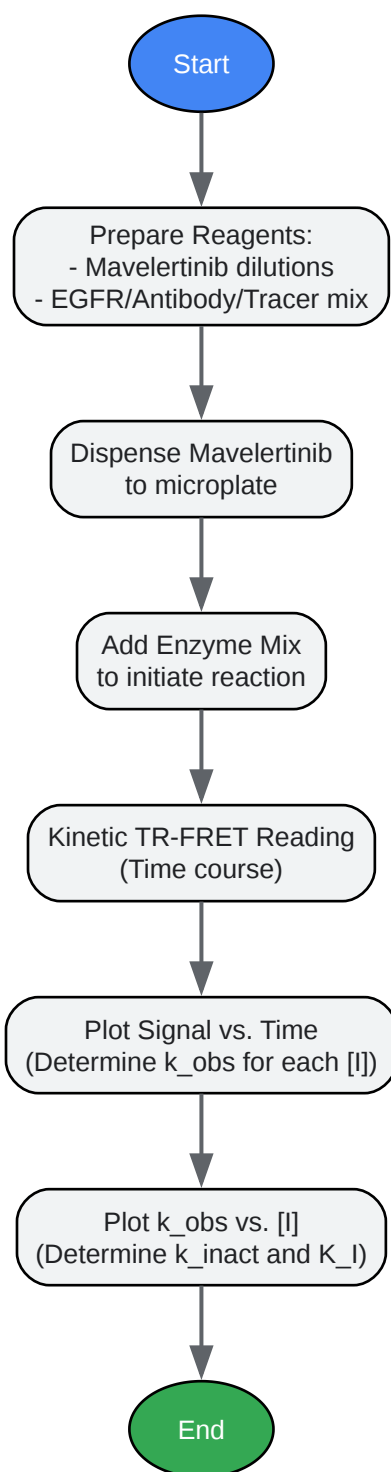 Start
Prepare Reagents:
- Mavelertinib dilutions
- EGFR/Antibody/Tracer mix
Dispense Mavelertinib
to microplate
Add Enzyme Mix
to initiate reaction
Kinetic TR-FRET Reading
(Time course)
Plot Signal vs. Time
(Determine k_obs for each [I])
Plot k_obs vs. [I]
(Determine k_inact and K_I)
End